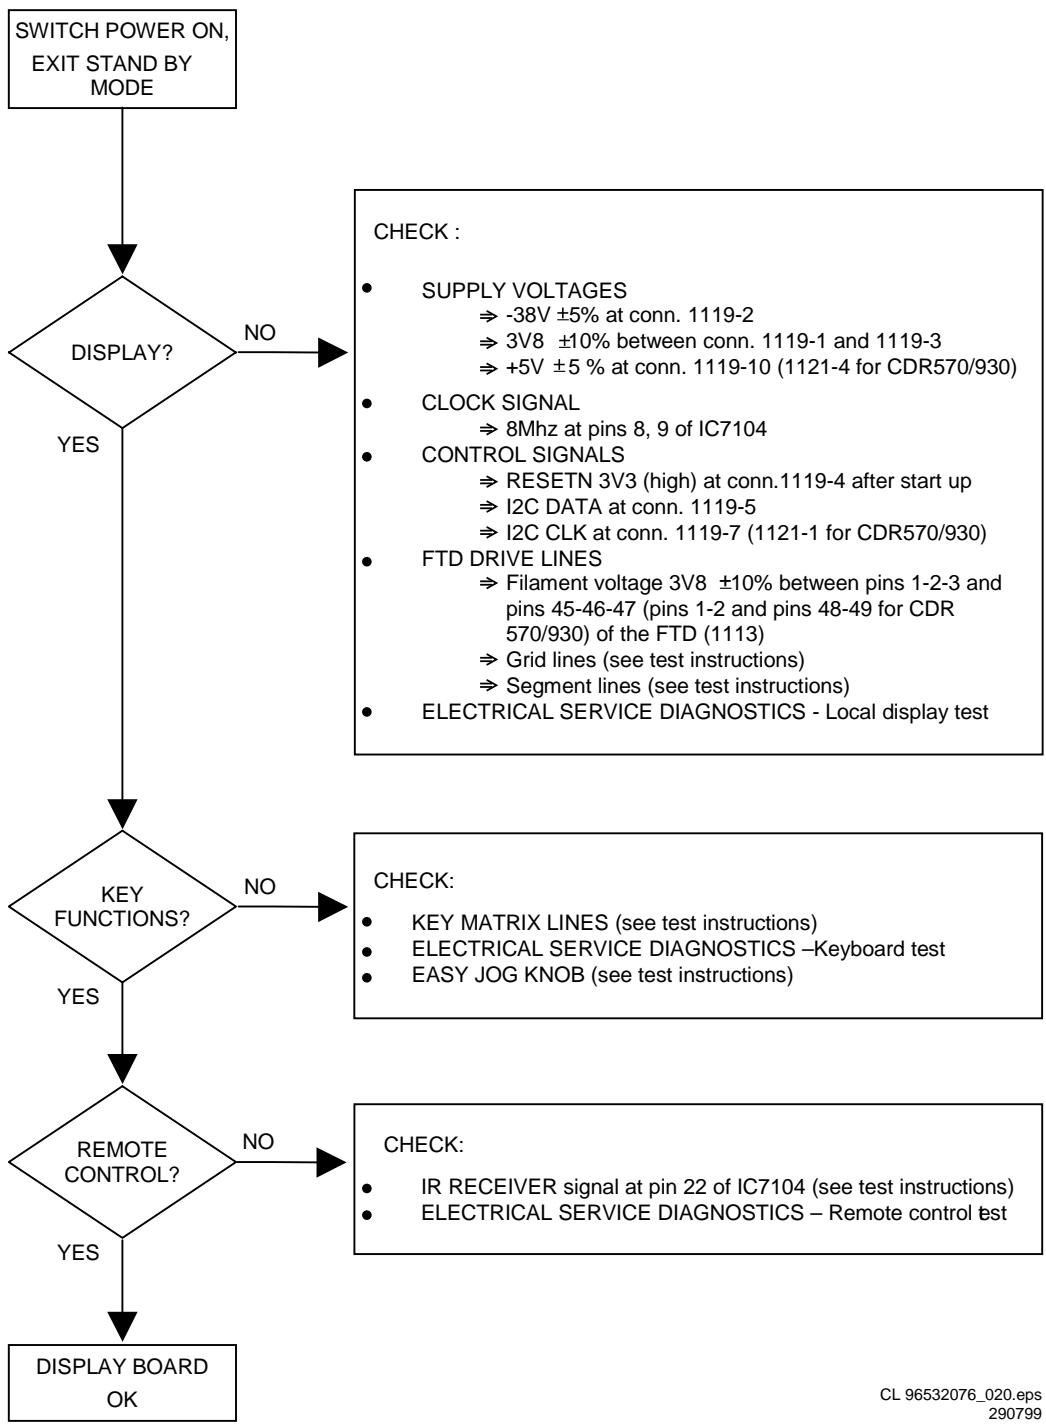 SWITCH POWER ON,
EXIT STAND BY
MODE
DISPLAY?
NO
YES
CHECK :
● SUPPLY VOLTAGES
⇒ -38V ±5% at conn. 1119-2
⇒ 3V8 ±10% between conn. 1119-1 and 1119-3
⇒ +5V ±5 % at conn. 1119-10 (1121-4 for CDR570/930)
● CLOCK SIGNAL
⇒ 8Mhz at pins 8, 9 of IC7104
● CONTROL SIGNALS
⇒ RESETN 3V3 (high) at conn.1119-4 after start up
⇒ I2C DATA at conn. 1119-5
⇒ I2C CLK at conn. 1119-7 (1121-1 for CDR570/930)
● FTD DRIVE LINES
⇒ Filament voltage 3V8 ±10% between pins 1-2-3 and
pins 45-46-47 (pins 1-2 and pins 48-49 for CDR
570/930) of the FTD (1113)
⇒ Grid lines (see test instructions)
⇒ Segment lines (see test instructions)
● ELECTRICAL SERVICE DIAGNOSTICS - Local display test
KEY
FUNCTIONS?
NO
YES
CHECK:
● KEY MATRIX LINES (see test instructions)
● ELECTRICAL SERVICE DIAGNOSTICS –Keyboard test
● EASY JOG KNOB (see test instructions)
REMOTE
CONTROL?
NO
YES
CHECK:
● IR RECEIVER signal at pin 22 of IC7104 (see test instructions)
● ELECTRICAL SERVICE DIAGNOSTICS – Remote control test
DISPLAY BOARD
OK
CL 96532076_020.eps
290799